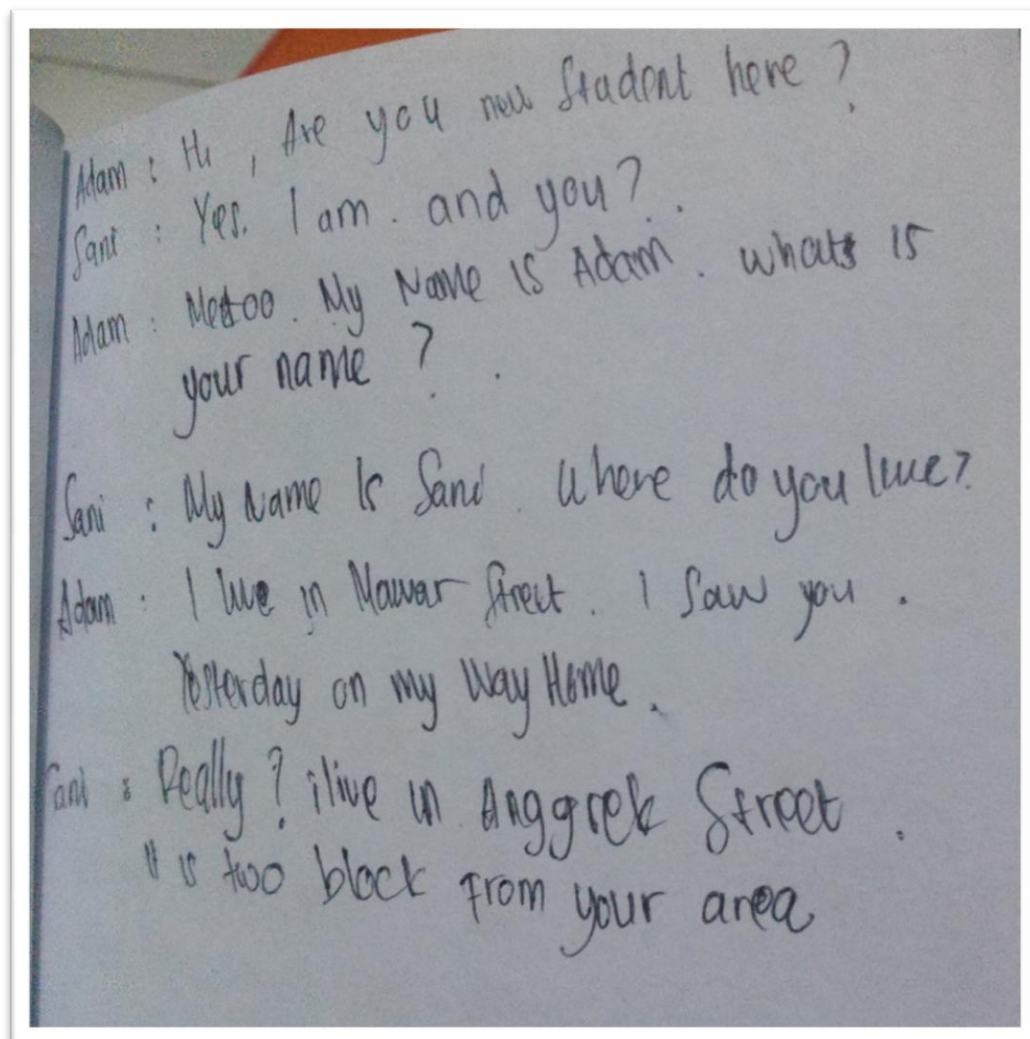 Adam : Hi , Are you new Student here ?
Sani : Yes. I am . and you ? .
Adam : Metoo . My Name is Adam . whats is
your name ? .
Sani : My Name Is Sani . Where do you live ?
Adam : I live in Mawar Street . I Saw you .
Yesterday on my Way Home .
Sani : Really ? i live in Anggrek Street .
It is two block From your area